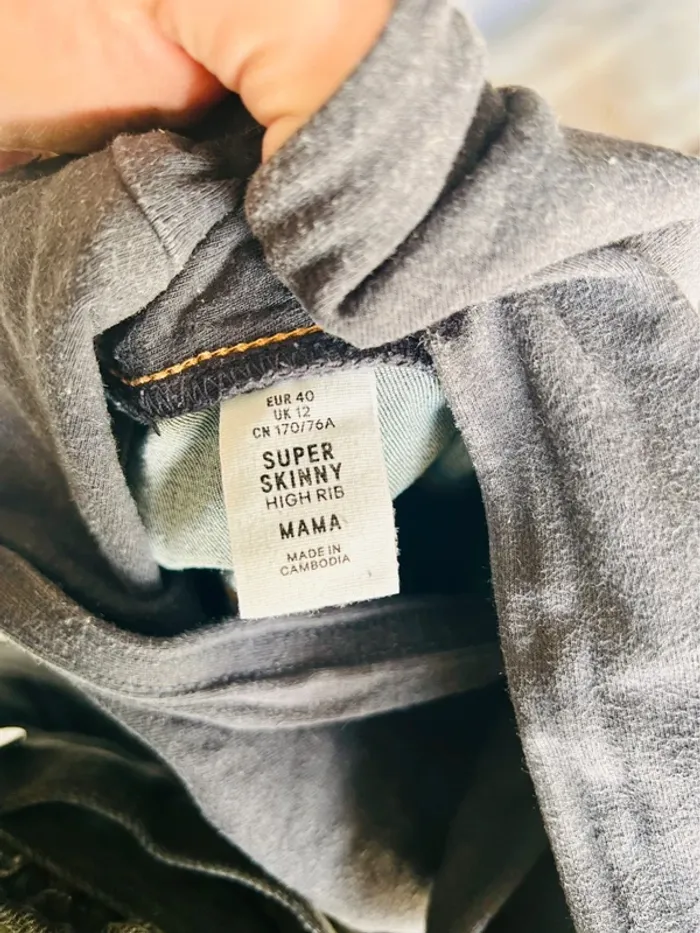 EUR 40
UK 12
CN 170/76A
SUPER
SKINNY
HIGH RIB
MAMA
MADE IN
CAMBODIA